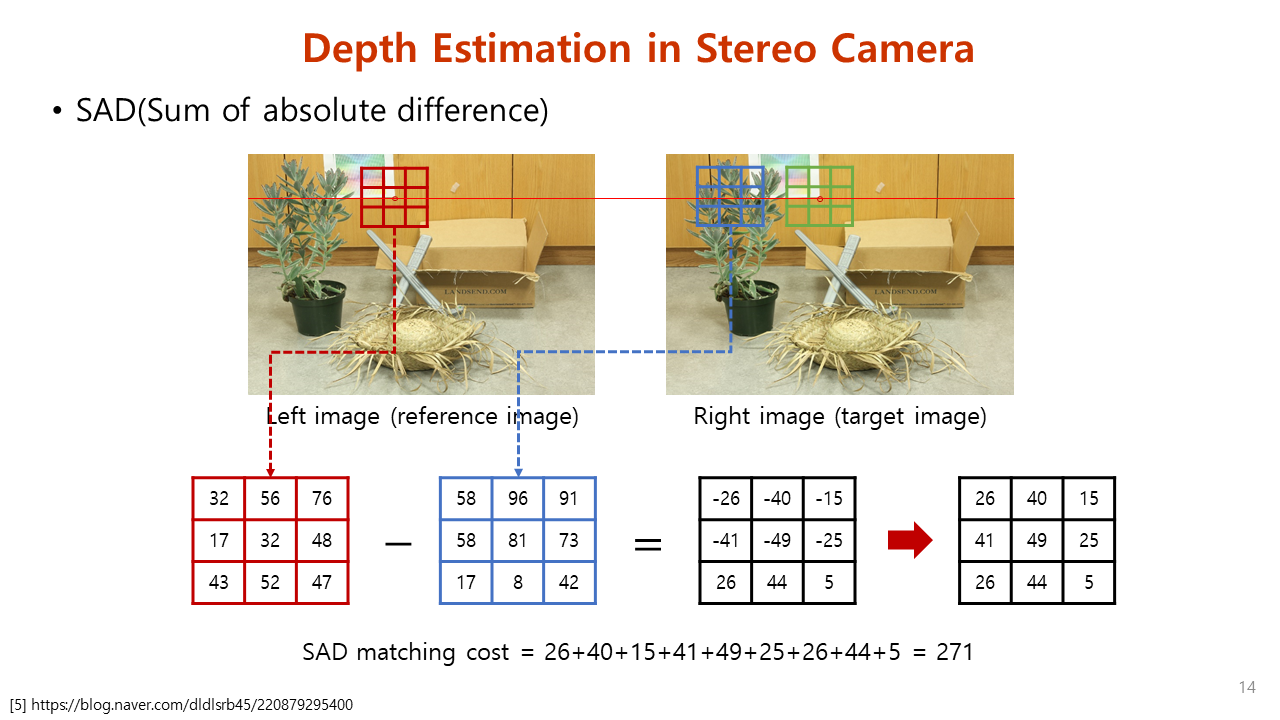 Depth Estimation in Stereo Camera
• SAD(Sum of absolute difference)
LANDSEND.COM
LANDSEND.COM
Left image (reference image)
Right image (target image)
32 56 76 58 96 91 -26 -40 -15 26 40 15
17 32 48 − 58 81 73 = -41 -49 -25 41 49 25
43 52 47 17 8 42 26 44 5 26 44 5
SAD matching cost = 26+40+15+41+49+25+26+44+5 = 271
14
[5] https://blog.naver.com/dldlsrb45/220879295400